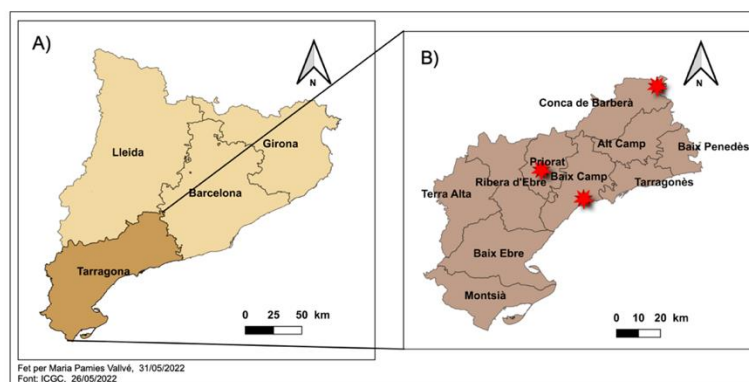 A)
N
Lleida
Girona
Barcelona
Tarragona
0 25 50 km
B)
N
Conca de Barberà
Alt Camp
Baix Penedès
Priorat
Baix Camp
Ribera d'Ebre
Tarragonès
Terra Alta
Baix Ebre
Montsià
0 10 20 km
Fet per Maria Pamies Vallvé, 31/05/2022
Font: ICGC, 26/05/2022